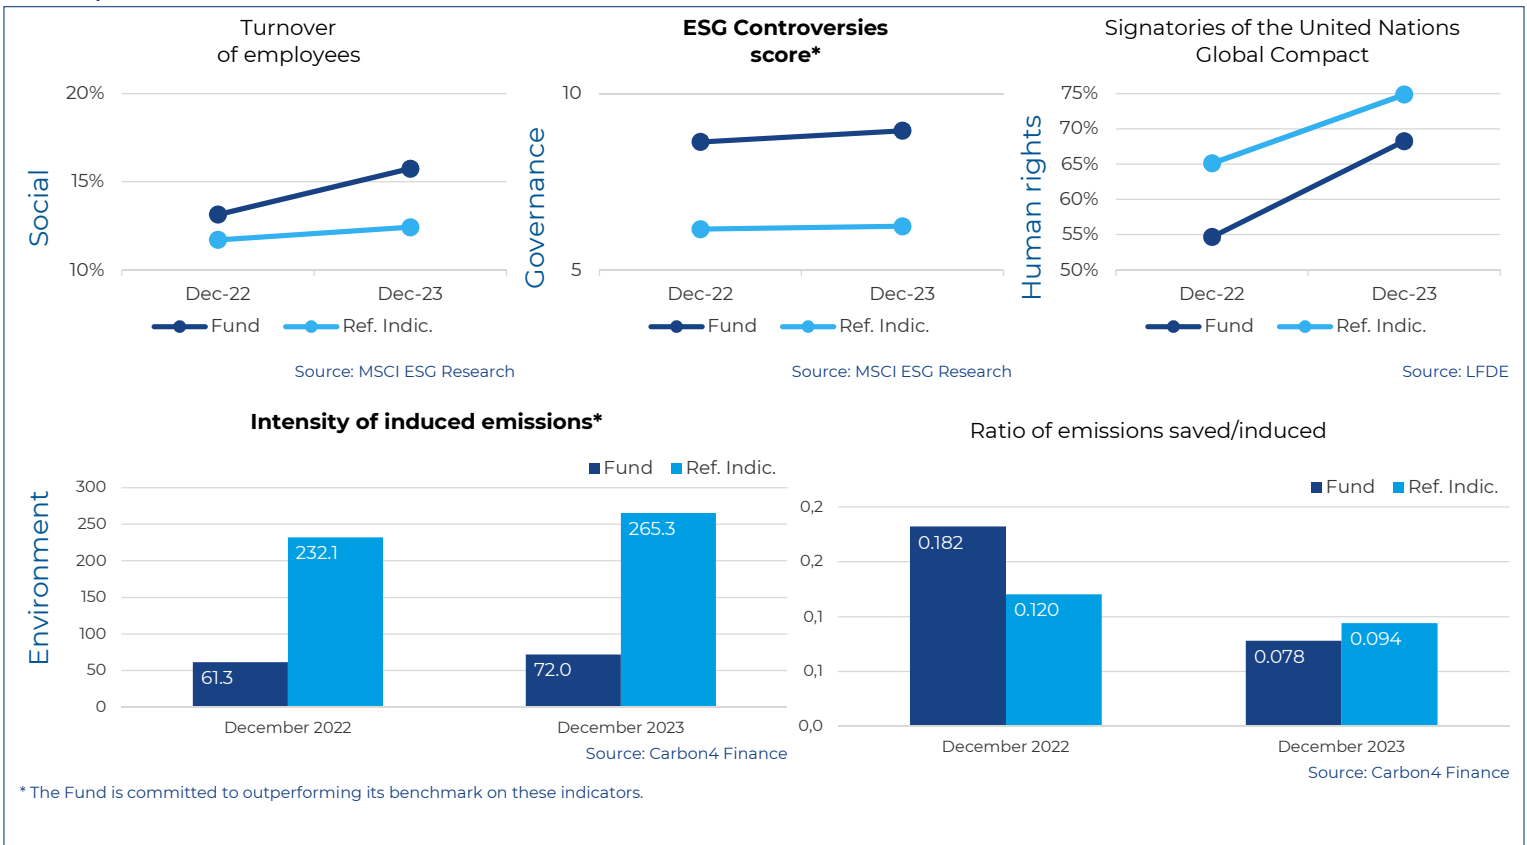 Turnover
of employees
Social
20%
15%
10%
Dec-22
Dec-23
Fund
Ref. Indic.
Source: MSCI ESG Research
ESG Controversies
score*
Governance
10
5
Dec-22
Dec-23
Fund
Ref. Indic.
Source: MSCI ESG Research
Signatories of the United Nations
Global Compact
Human rights
75%
70%
65%
60%
55%
50%
Dec-22
Dec-23
Fund
Ref. Indic.
Source: LFDE
Intensity of induced emissions*
Environment
Fund
Ref. Indic.
300
250
200
150
100
50
0
61.3
232.1
72.0
265.3
December 2022
December 2023
Source: Carbon4 Finance
Ratio of emissions saved/induced
Fund
Ref. Indic.
0,2
0,2
0,1
0,1
0,0
0.182
0.120
0.078
0.094
December 2022
December 2023
Source: Carbon4 Finance
* The Fund is committed to outperforming its benchmark on these indicators.